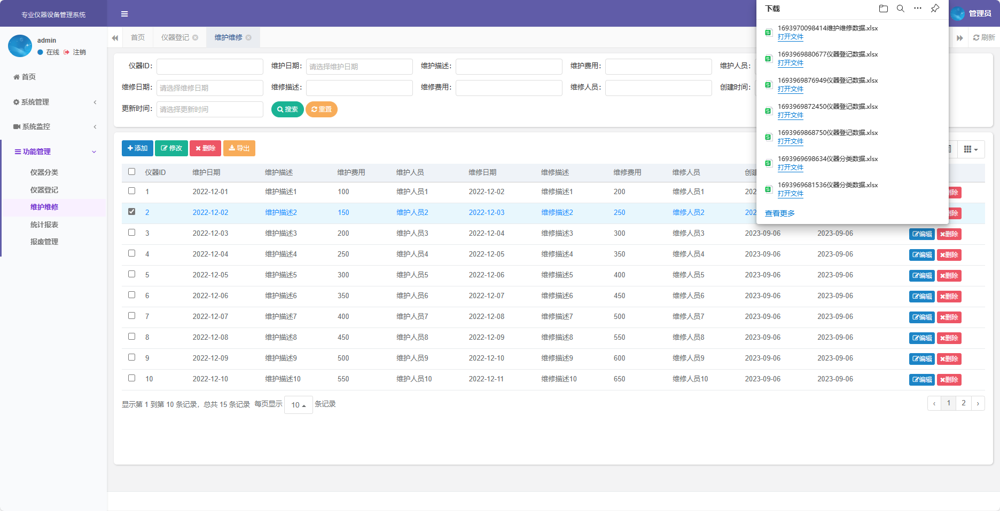 专业仪器设备管理系统
管理员
admin
在线 注销
首页
系统管理
系统监控
功能管理
仪器分类
仪器登记
维护维修
统计报表
报废管理
首页 仪器登记 维护维修 刷新
仪器ID： 维护日期： 请选择维护日期 维护描述： 维护费用： 维护人员：
维修日期： 请选择维修日期 维修描述： 维修费用： 维修人员： 创建时间：
更新时间： 请选择更新时间 搜索 重置
添加 修改 删除 导出
仪器ID 维护日期 维护描述 维护费用 维护人员 维修日期 维修描述 维修费用 维修人员 创建
1 2022-12-01 维护描述1 100 维护人员1 2022-12-02 维修描述1 200 维修人员1 202 除
2 2022-12-02 维护描述2 150 维护人员2 2022-12-03 维修描述2 250 维修人员2 202 删除
3 2022-12-03 维护描述3 200 维护人员3 2022-12-04 维修描述3 300 维修人员3 2023-09-06 2023-09-06 编辑 删除
4 2022-12-04 维护描述4 250 维护人员4 2022-12-05 维修描述4 350 维修人员4 2023-09-06 2023-09-06 编辑 删除
5 2022-12-05 维护描述5 300 维护人员5 2022-12-06 维修描述5 400 维修人员5 2023-09-06 2023-09-06 编辑 删除
6 2022-12-06 维护描述6 350 维护人员6 2022-12-07 维修描述6 450 维修人员6 2023-09-06 2023-09-06 编辑 删除
7 2022-12-07 维护描述7 400 维护人员7 2022-12-08 维修描述7 500 维修人员7 2023-09-06 2023-09-06 编辑 删除
8 2022-12-08 维护描述8 450 维护人员8 2022-12-09 维修描述8 550 维修人员8 2023-09-06 2023-09-06 编辑 删除
9 2022-12-09 维护描述9 500 维护人员9 2022-12-10 维修描述9 600 维修人员9 2023-09-06 2023-09-06 编辑 删除
10 2022-12-10 维护描述10 550 维护人员10 2022-12-11 维修描述10 650 维修人员10 2023-09-06 2023-09-06 编辑 删除
显示第 1 到第 10 条记录，总共 15 条记录 每页显示 10 条记录
‹ 1 2 ›
下载
1693970098414维护维修数据.xlsx
打开文件
1693969880677仪器登记数据.xlsx
打开文件
1693969876949仪器登记数据.xlsx
打开文件
1693969872450仪器登记数据.xlsx
打开文件
1693969868750仪器登记数据.xlsx
打开文件
1693969698634仪器分类数据.xlsx
打开文件
1693969681536仪器分类数据.xlsx
打开文件
查看更多